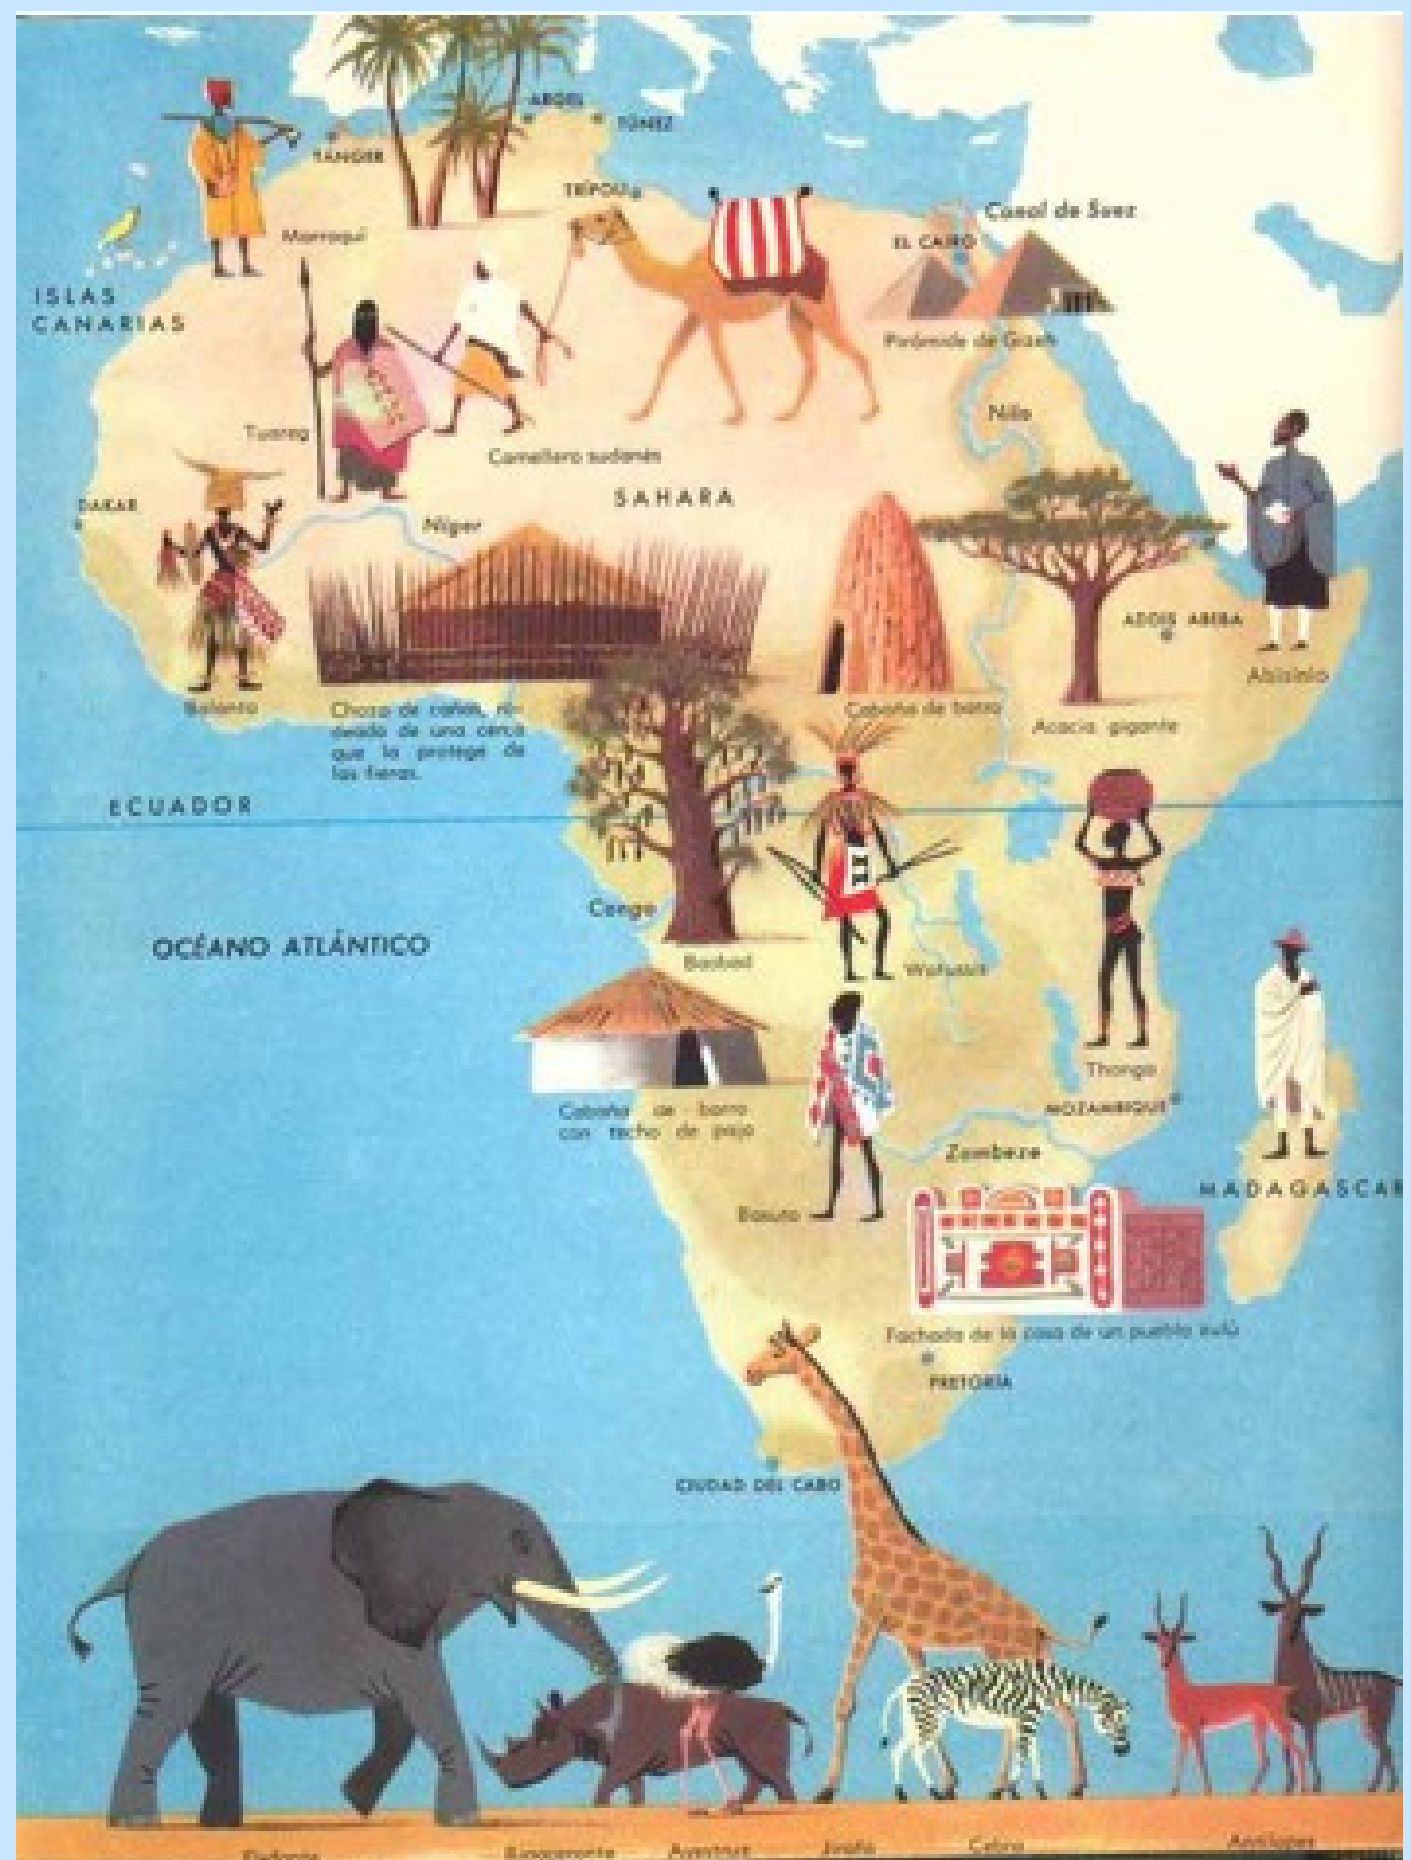 ARGEL
TÚNEZ
TÁNGER
TRÍPOLI
Canal de Suez
Marroquí
EL CAIRO
ISLAS
CANARIAS
Pirámide de Gizeh
Nilo
Tuareg
Camellero sudanés
SAHARA
DAKAR
Níger
ADDIS ABEBA
Abisinio
Balanta
Choza de cañas, ro-
deada de una cerca
que la protege de
las fieras.
Cabaña de barro
Acacia gigante
ECUADOR
Congo
OCÉANO ATLÁNTICO
Baobad
Watussi
Thonga
Cabaña de barro
con techo de paja
MOZAMBIQUE
Zambeze
MADAGASCAR
Basuto
Fachada de la casa de un pueblo zulú
PRETORIA
CIUDAD DEL CABO
Elefante
Rinoceronte
Avestruz
Jirafa
Cebra
Antílopes